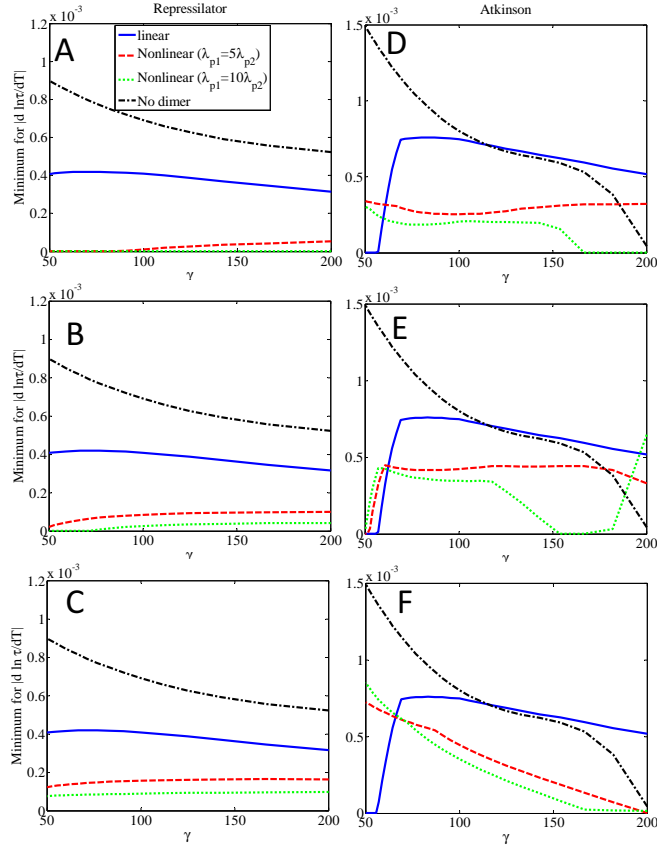 Repressilator
x 10⁻³
1.2
1
0.8
0.6
0.4
0.2
0
50
100
150
200
γ
Minimum for |d lnτ/dT|
A
linear
Nonlinear (λ_p1=5λ_p2)
Nonlinear (λ_p1=10λ_p2)
No dimer
Atkinson
x 10⁻³
1.5
1
0.5
0
50
100
150
200
γ
D
x 10⁻³
1.2
1
0.8
0.6
0.4
0.2
0
50
100
150
200
γ
Minimum for |d lnτ/dT|
B
x 10⁻³
1.5
1
0.5
0
50
100
150
200
γ
E
x 10⁻³
1.2
1
0.8
0.6
0.4
0.2
0
50
100
150
200
γ
Minimum for |d ln τ/dT|
C
x 10⁻³
1.5
1
0.5
0
50
100
150
200
γ
F